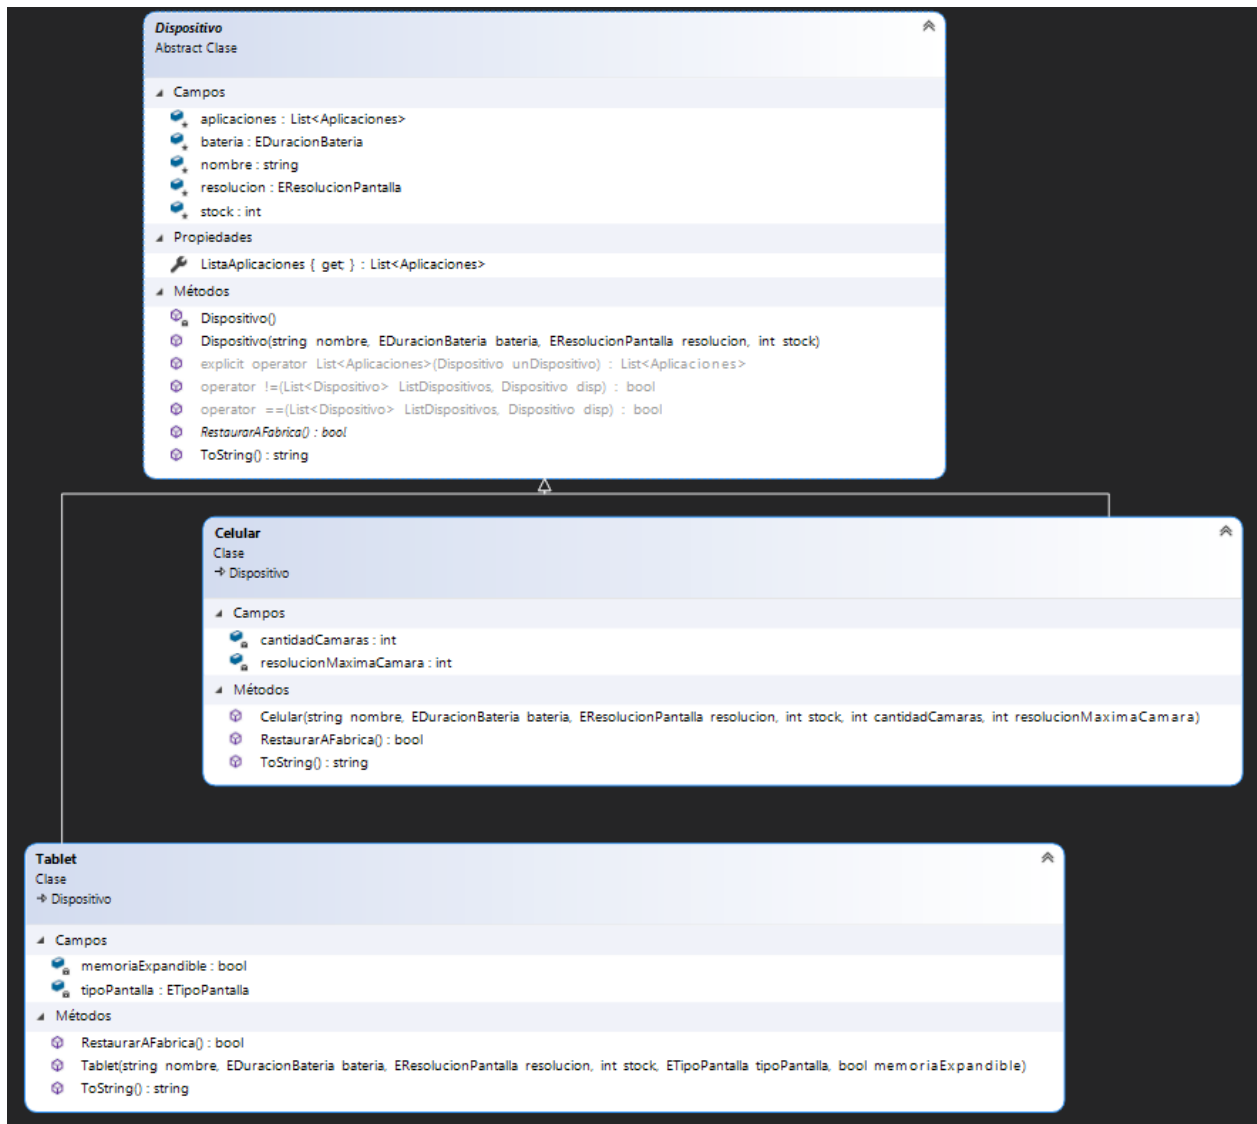 Dispositivo
Abstract Clase
Campos
aplicaciones : List<Aplicaciones>
bateria : EDuracionBateria
nombre : string
resolucion : EResolucionPantalla
stock : int
Propiedades
ListaAplicaciones { get; } : List<Aplicaciones>
Métodos
Dispositivo()
Dispositivo(string nombre, EDuracionBateria bateria, EResolucionPantalla resolucion, int stock)
explicit operator List<Aplicaciones>(Dispositivo unDispositivo) : List<Aplicaciones>
operator !=(List<Dispositivo> ListDispositivos, Dispositivo disp) : bool
operator ==(List<Dispositivo> ListDispositivos, Dispositivo disp) : bool
RestaurarAFabrica() : bool
ToString() : string
Celular
Clase
Dispositivo
Campos
cantidadCamaras : int
resolucionMaximaCamara : int
Métodos
Celular(string nombre, EDuracionBateria bateria, EResolucionPantalla resolucion, int stock, int cantidadCamaras, int resolucionMaximaCamara)
RestaurarAFabrica() : bool
ToString() : string
Tablet
Clase
Dispositivo
Campos
memoriaExpandible : bool
tipoPantalla : ETipoPantalla
Métodos
RestaurarAFabrica() : bool
Tablet(string nombre, EDuracionBateria bateria, EResolucionPantalla resolucion, int stock, ETipoPantalla tipoPantalla, bool memoriaExpandible)
ToString() : string